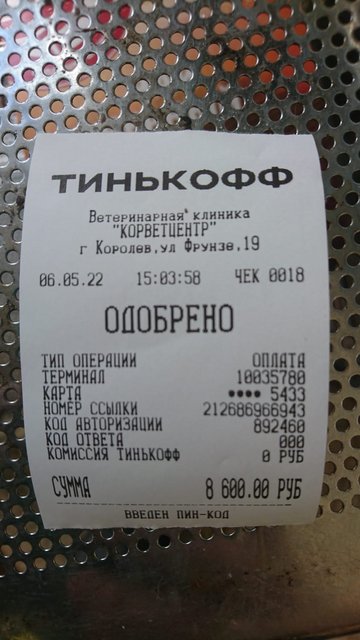 ТИНЬКОФФ
Ветеринарная клиника
"КОРВЕТЦЕНТР"
г Королев,ул Фрунзе,19
06.05.22 15:03:58 ЧЕК 0018
ОДОБРЕНО
ТИП ОПЕРАЦИИ ОПЛАТА
ТЕРМИНАЛ 10035780
КАРТА •••• 5433
НОМЕР ССЫЛКИ 212686966943
КОД АВТОРИЗАЦИИ 892460
КОД ОТВЕТА 000
КОМИССИЯ ТИНЬКОФФ 0 РУБ
СУММА 8 600.00 РУБ
ВВЕДЕН ПИН-КОД